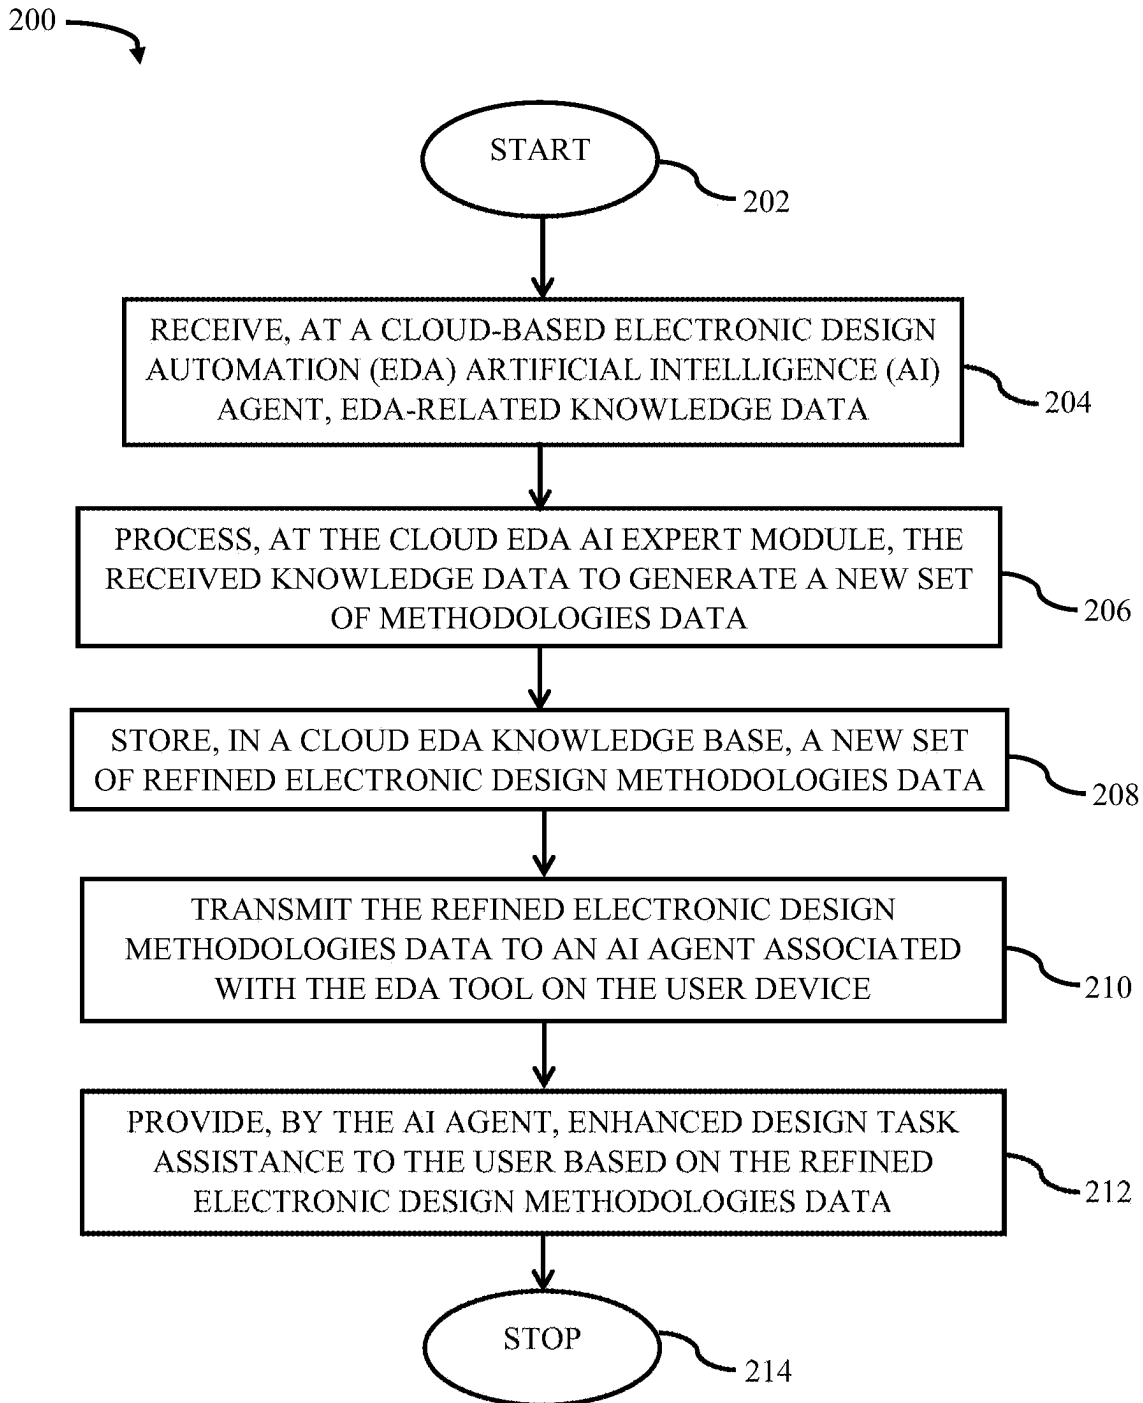 200
START
202
RECEIVE, AT A CLOUD-BASED ELECTRONIC DESIGN
AUTOMATION (EDA) ARTIFICIAL INTELLIGENCE (AI)
AGENT, EDA-RELATED KNOWLEDGE DATA
204
PROCESS, AT THE CLOUD EDA AI EXPERT MODULE, THE
RECEIVED KNOWLEDGE DATA TO GENERATE A NEW SET
OF METHODOLOGIES DATA
206
STORE, IN A CLOUD EDA KNOWLEDGE BASE, A NEW SET
OF REFINED ELECTRONIC DESIGN METHODOLOGIES DATA
208
TRANSMIT THE REFINED ELECTRONIC DESIGN
METHODOLOGIES DATA TO AN AI AGENT ASSOCIATED
WITH THE EDA TOOL ON THE USER DEVICE
210
PROVIDE, BY THE AI AGENT, ENHANCED DESIGN TASK
ASSISTANCE TO THE USER BASED ON THE REFINED
ELECTRONIC DESIGN METHODOLOGIES DATA
212
STOP
214